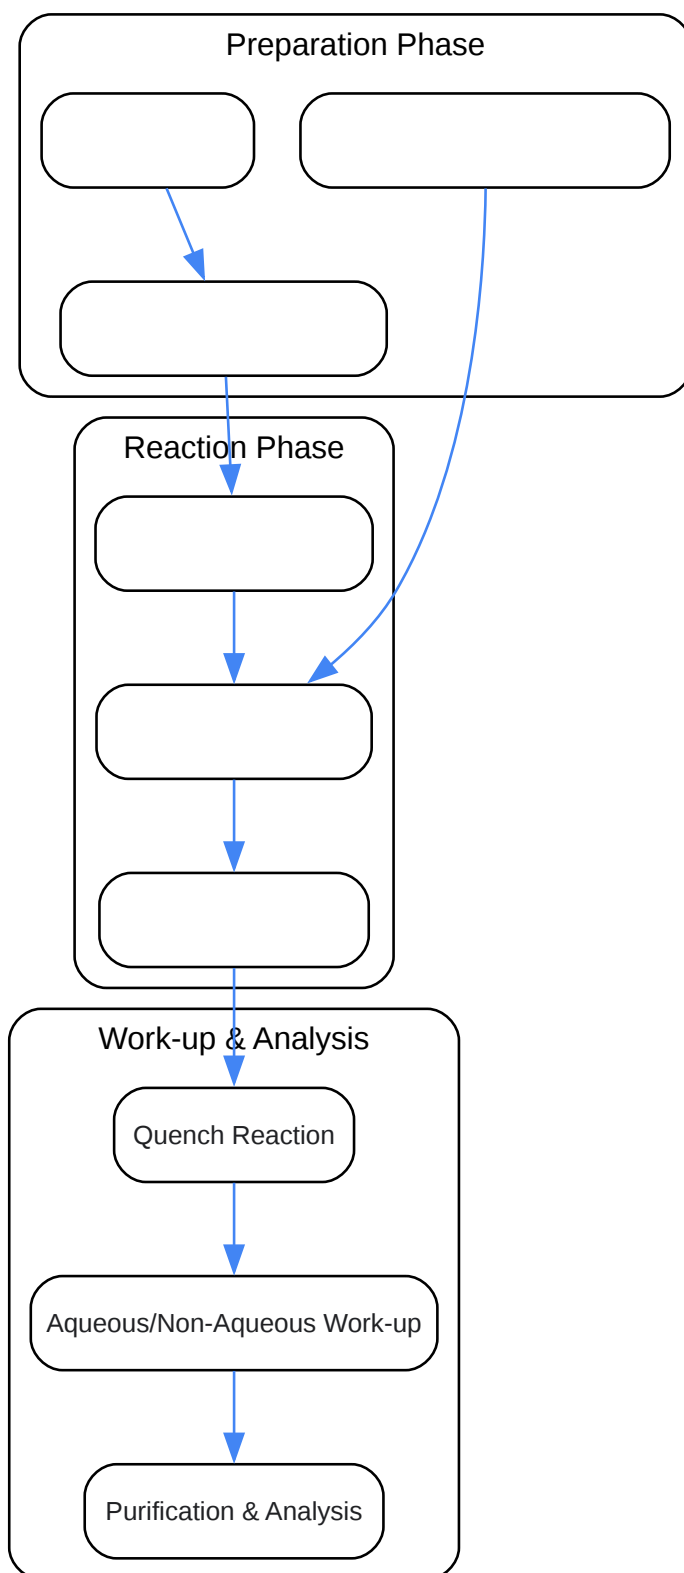 Preparation Phase
Reaction Phase
Work-up & Analysis
Quench Reaction
Aqueous/Non-Aqueous Work-up
Purification & Analysis